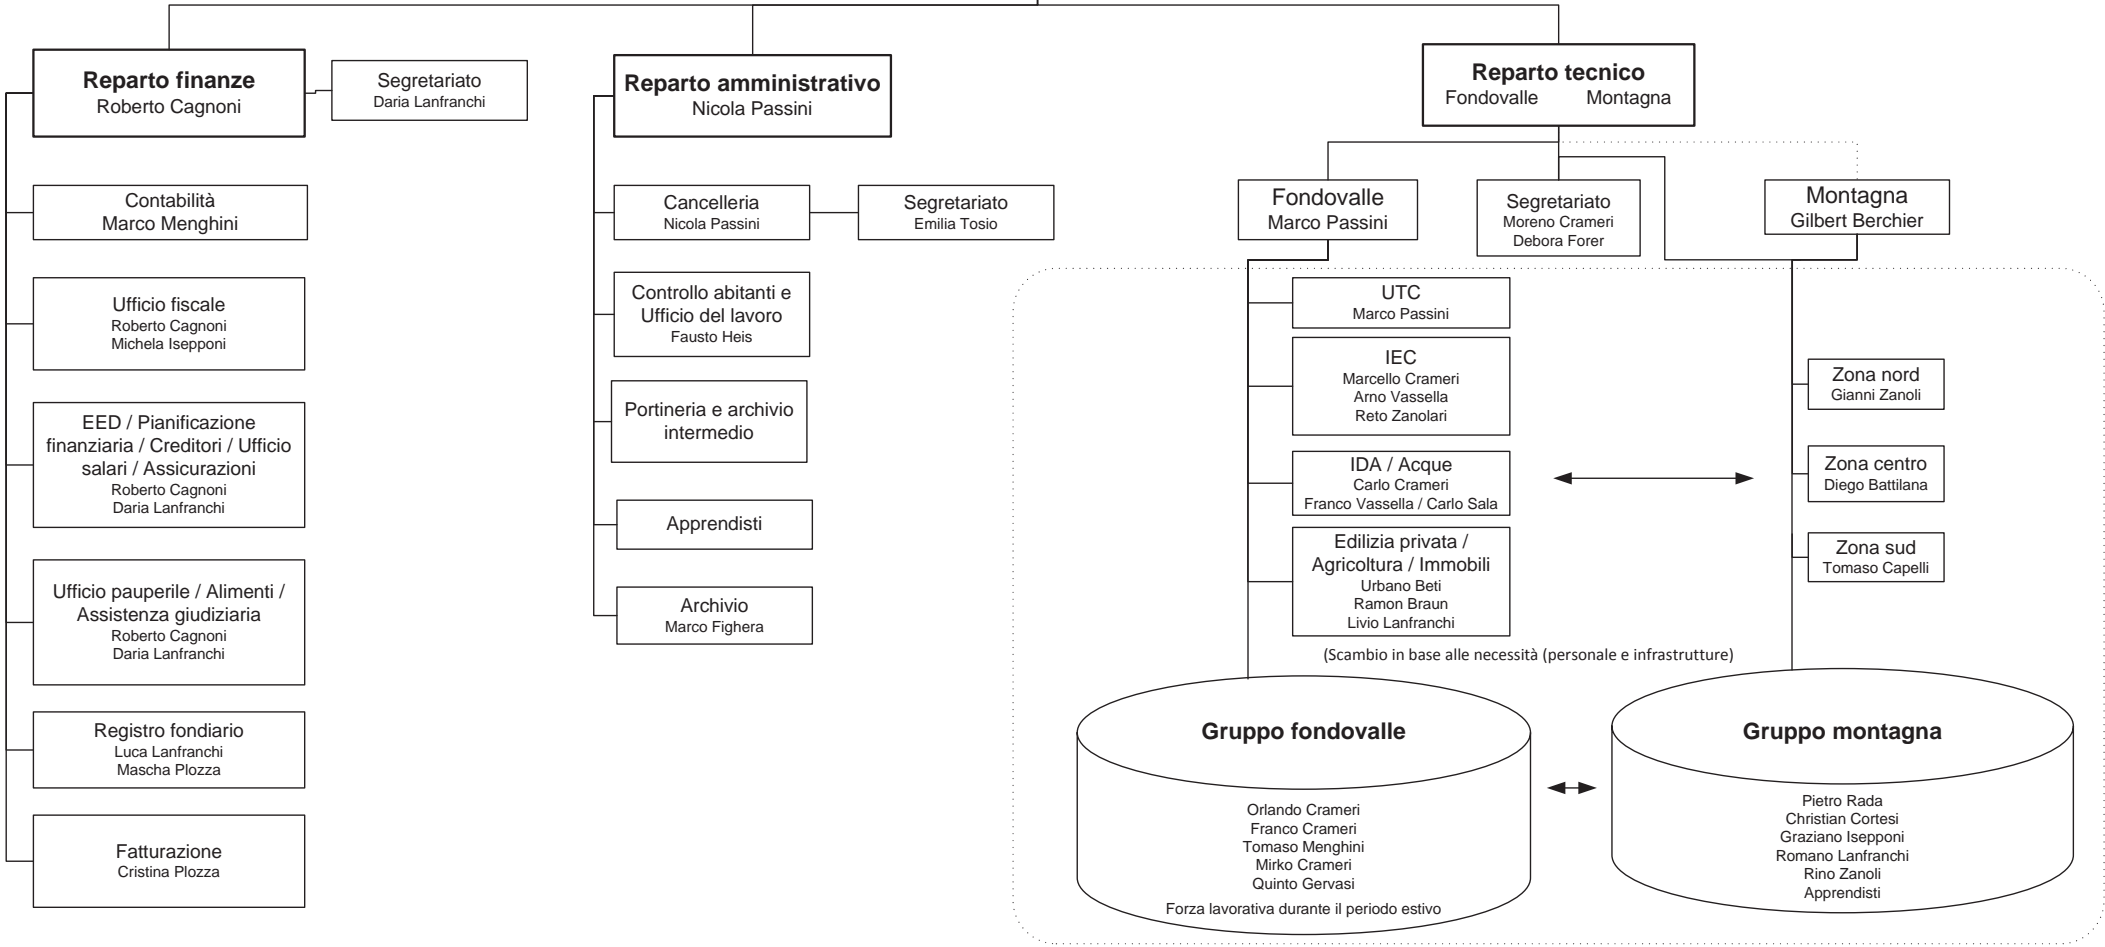 Reparto finanze
Roberto Cagnoni
Segretariato
Daria Lanfranchi
Contabilità
Marco Menghini
Ufficio fiscale
Roberto Cagnoni
Michela Isepponi
EED / Pianificazione
finanziaria / Creditori / Ufficio
salari / Assicurazioni
Roberto Cagnoni
Daria Lanfranchi
Ufficio pauperile / Alimenti /
Assistenza giudiziaria
Roberto Cagnoni
Daria Lanfranchi
Registro fondiario
Luca Lanfranchi
Mascha Plozza
Fatturazione
Cristina Plozza
Reparto amministrativo
Nicola Passini
Cancelleria
Nicola Passini
Segretariato
Emilia Tosio
Controllo abitanti e
Ufficio del lavoro
Fausto Heis
Portineria e archivio
intermedio
Apprendisti
Archivio
Marco Fighera
Reparto tecnico
Fondovalle Montagna
Fondovalle
Marco Passini
Segretariato
Moreno Crameri
Debora Forer
Montagna
Gilbert Berchier
UTC
Marco Passini
IEC
Marcello Crameri
Arno Vassella
Reto Zanolari
IDA / Acque
Carlo Crameri
Franco Vassella / Carlo Sala
Edilizia privata /
Agricoltura / Immobili
Urbano Beti
Ramon Braun
Livio Lanfranchi
Zona nord
Gianni Zanoli
Zona centro
Diego Battilana
Zona sud
Tomaso Capelli
(Scambio in base alle necessità (personale e infrastrutture)
Gruppo fondovalle
Orlando Crameri
Franco Crameri
Tomaso Menghini
Mirko Crameri
Quinto Gervasi
Forza lavorativa durante il periodo estivo
Gruppo montagna
Pietro Rada
Christian Cortesi
Graziano Isepponi
Romano Lanfranchi
Rino Zanoli
Apprendisti